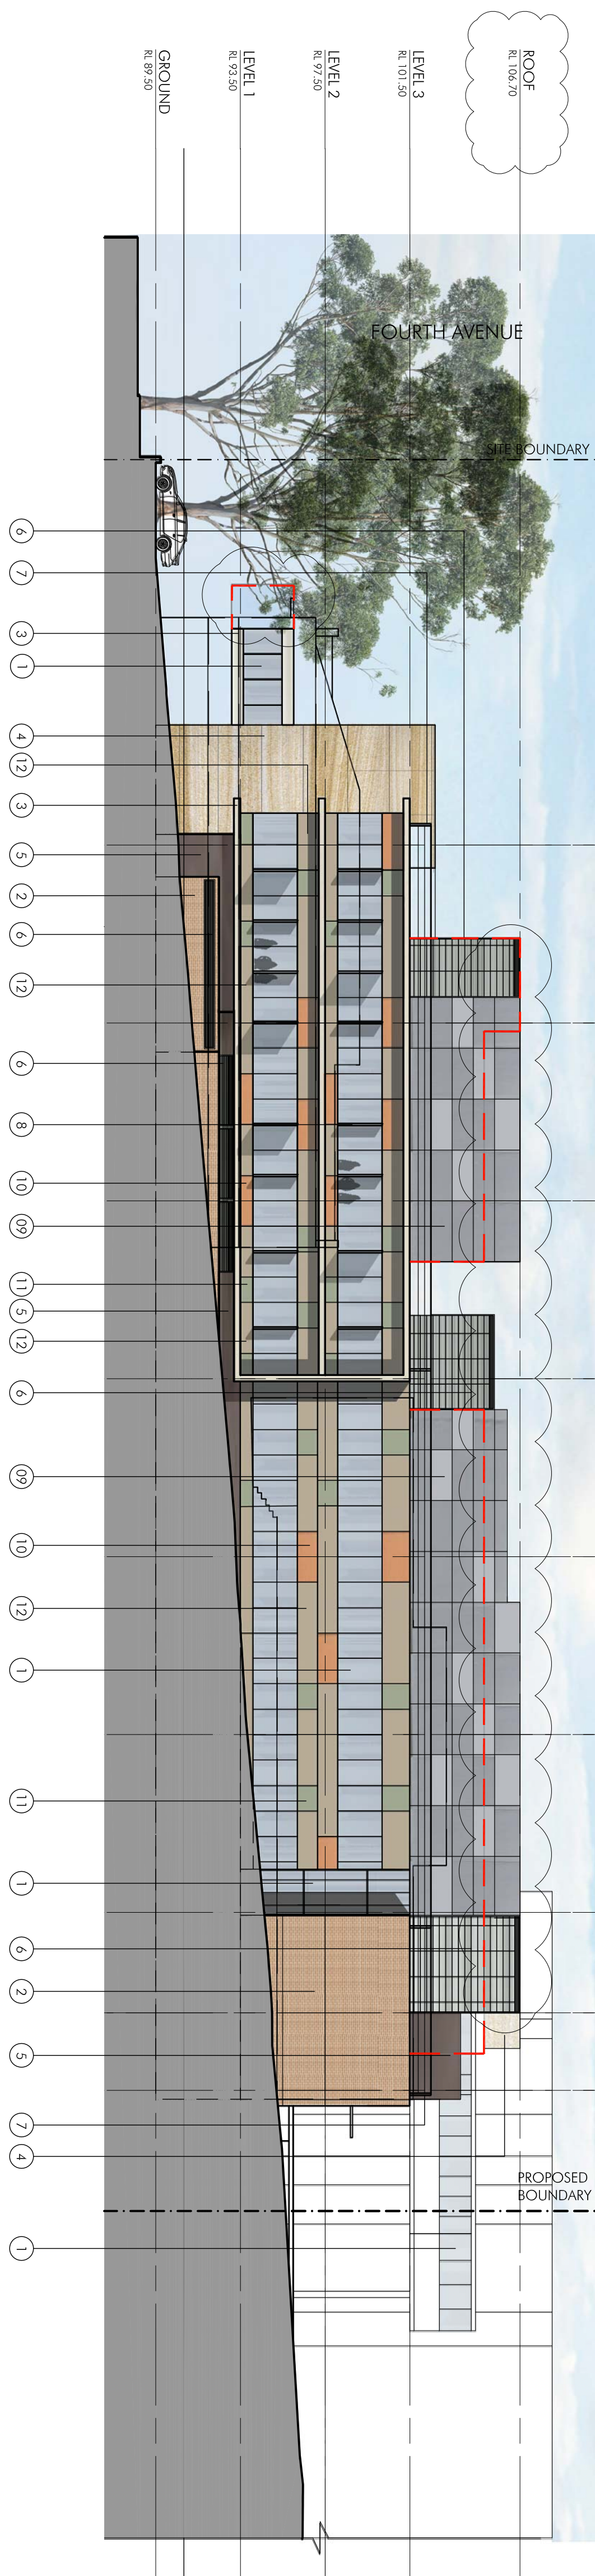 ROOF
RL 106.70
LEVEL 3
RL 101.50
LEVEL 2
RL 97.50
LEVEL 1
RL 93.50
GROUND
RL 89.50
FOURTH AVENUE
SITE BOUNDARY
PROPOSED
BOUNDARY
6
7
3
1
4
12
3
5
2
6
12
6
8
10
09
11
5
12
6
09
10
12
1
11
1
6
2
5
7
4
1